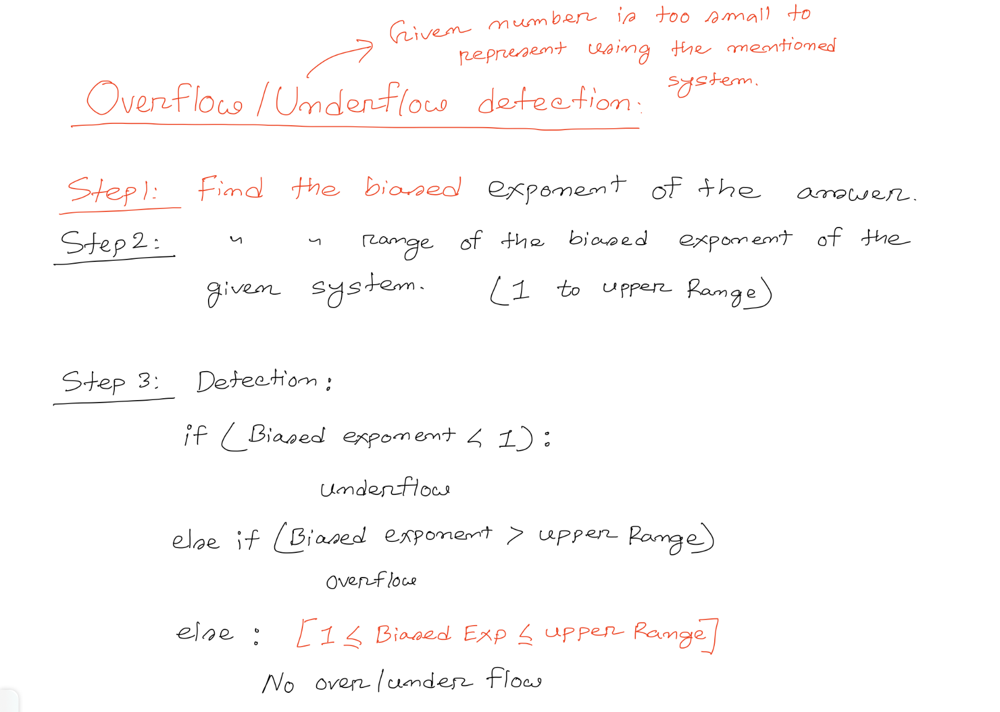 Given number is too small to
represent using the mentioned
system.
Overflow/Underflow detection:
Step1: Find the biased exponent of the answer.
Step2: " " range of the biased exponent of the
given system. (1 to upper Range)
Step 3: Detection:
if (Biased exponent < 1):
underflow
else if (Biased exponent > upper Range)
overflow
else : [1 ≤ Biased Exp ≤ upper Range]
No over/under flow